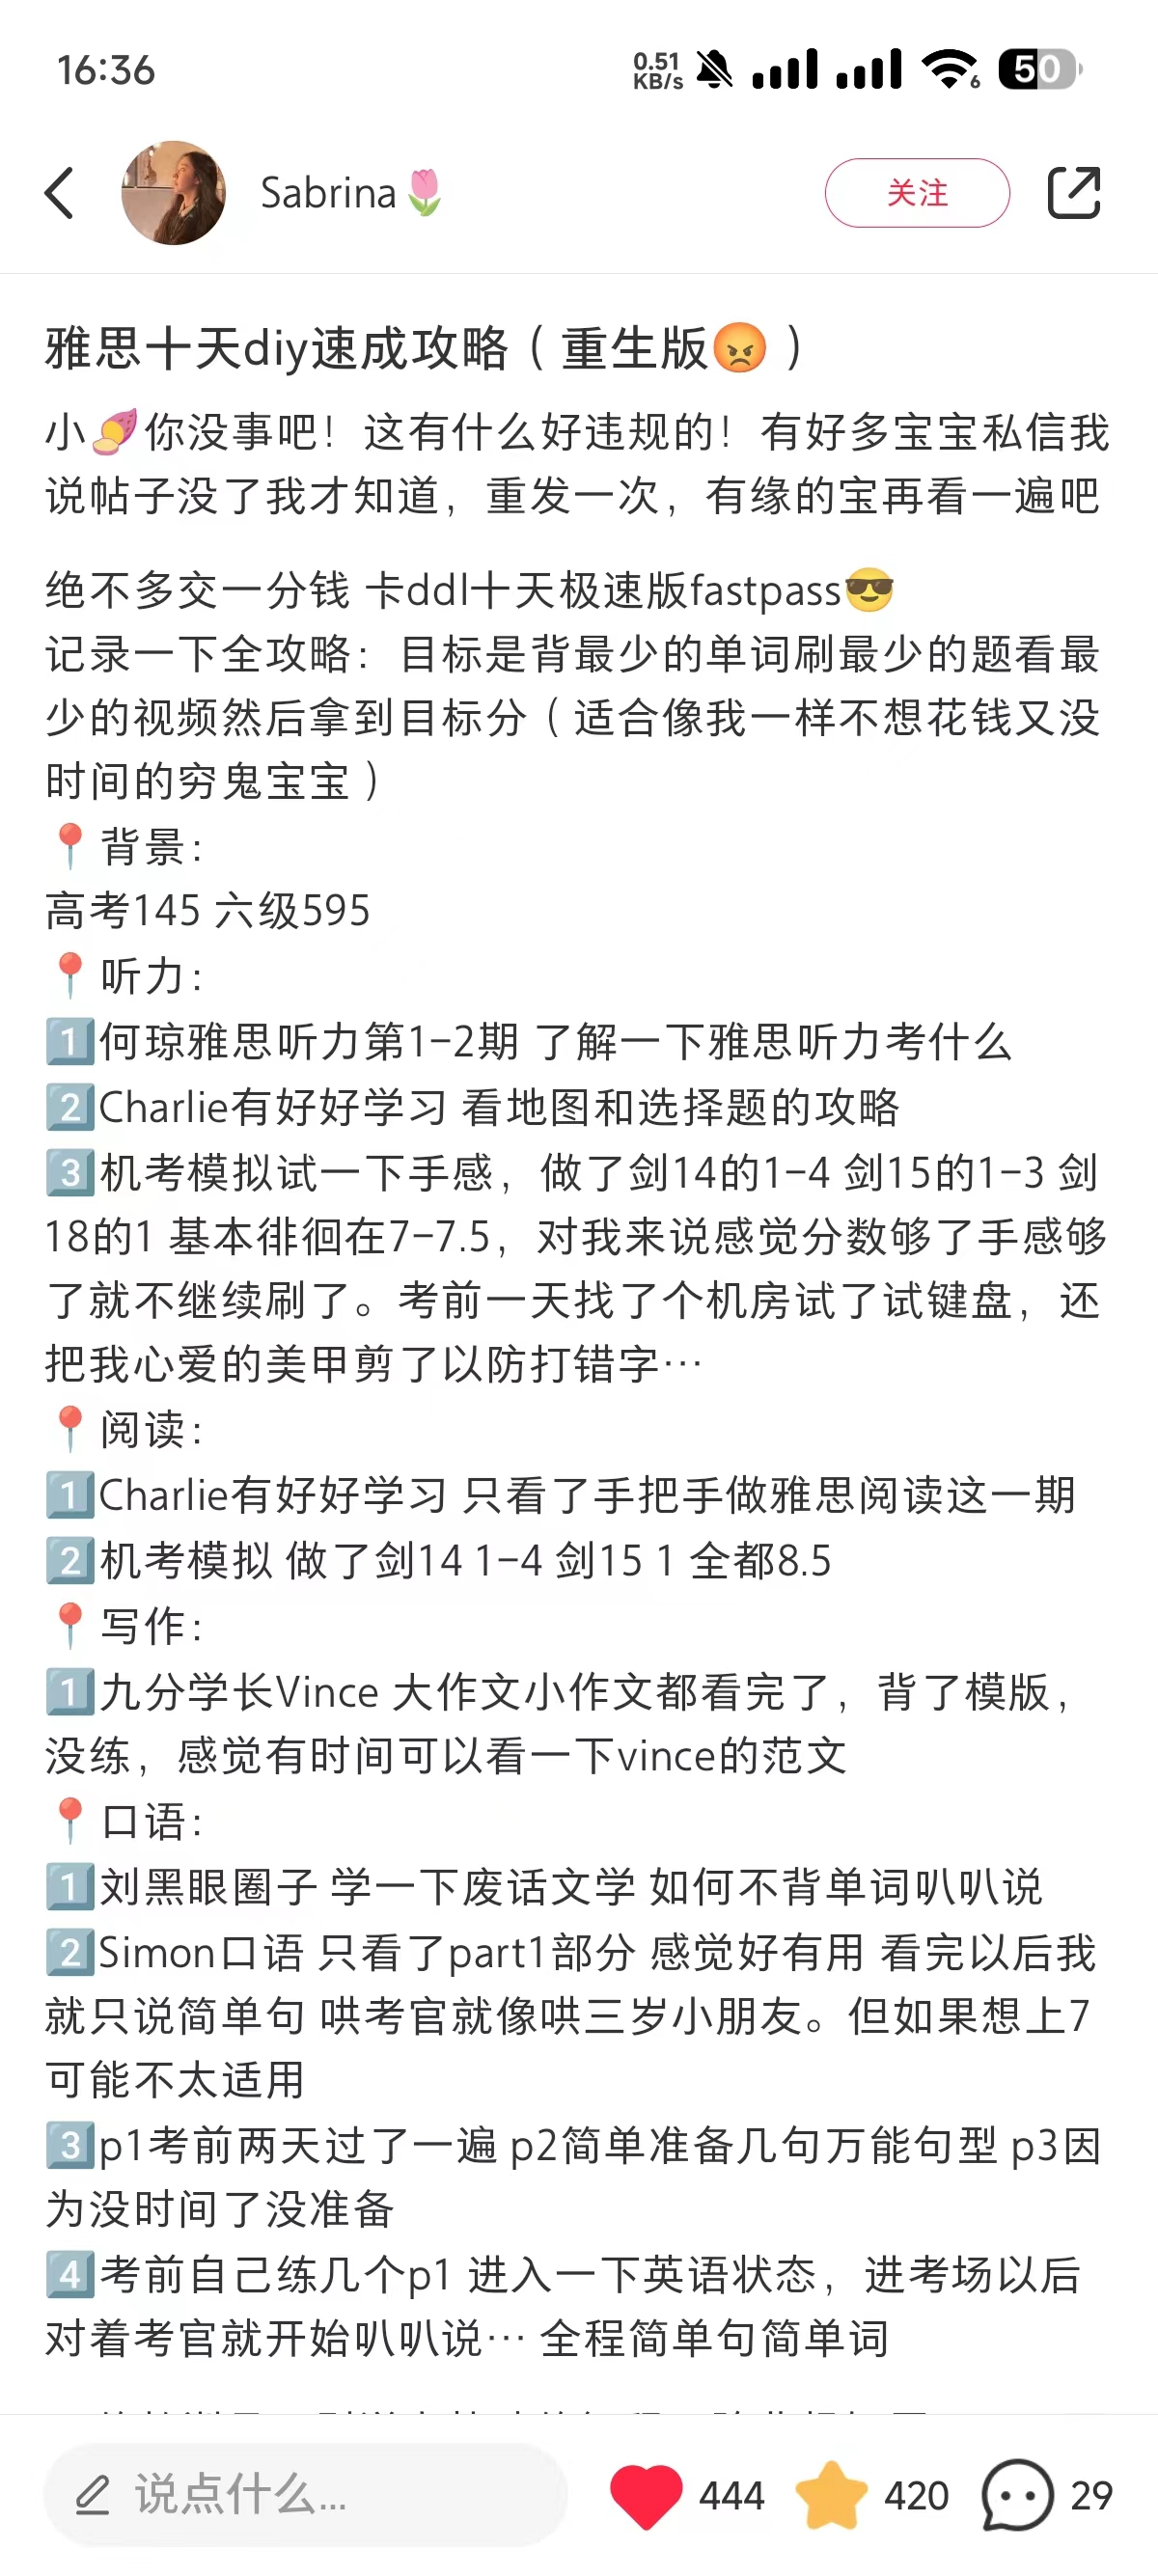 16:36
0.51
KB/s
6
50
Sabrina🌷
关注
雅思十天diy速成攻略（重生版😡）
小🍠你没事吧！这有什么好违规的！有好多宝宝私信我
说帖子没了我才知道，重发一次，有缘的宝再看一遍吧
绝不多交一分钱 卡ddl十天极速版fastpass😎
记录一下全攻略：目标是背最少的单词刷最少的题看最
少的视频然后拿到目标分（适合像我一样不想花钱又没
时间的穷鬼宝宝）
📍背景：
高考145 六级595
📍听力：
1️⃣何琼雅思听力第1-2期 了解一下雅思听力考什么
2️⃣Charlie有好好学习 看地图和选择题的攻略
3️⃣机考模拟试一下手感，做了剑14的1-4 剑15的1-3 剑
18的1 基本徘徊在7-7.5，对我来说感觉分数够了手感够
了就不继续刷了。考前一天找了个机房试了试键盘，还
把我心爱的美甲剪了以防打错字…
📍阅读：
1️⃣Charlie有好好学习 只看了手把手做雅思阅读这一期
2️⃣机考模拟 做了剑14 1-4 剑15 1 全都8.5
📍写作：
1️⃣九分学长Vince 大作文小作文都看完了，背了模版，
没练，感觉有时间可以看一下vince的范文
📍口语：
1️⃣刘黑眼圈子 学一下废话文学 如何不背单词叭叭说
2️⃣Simon口语 只看了part1部分 感觉好有用 看完以后我
就只说简单句 哄考官就像哄三岁小朋友。但如果想上7
可能不太适用
3️⃣p1考前两天过了一遍 p2简单准备几句万能句型 p3因
为没时间了没准备
4️⃣考前自己练几个p1 进入一下英语状态，进考场以后
对着考官就开始叭叭说… 全程简单句简单词
说点什么...
444
420
29